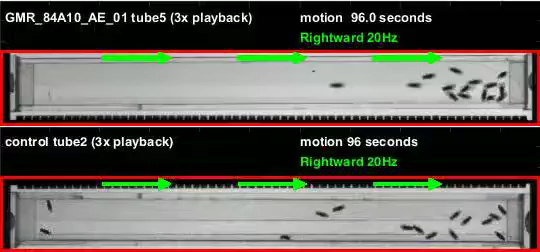 GMR_84A10_AE_01 tube5 (3x playback) motion  96.0 seconds
Rightward 20Hz
control tube2 (3x playback) motion 96 seconds
Rightward 20Hz